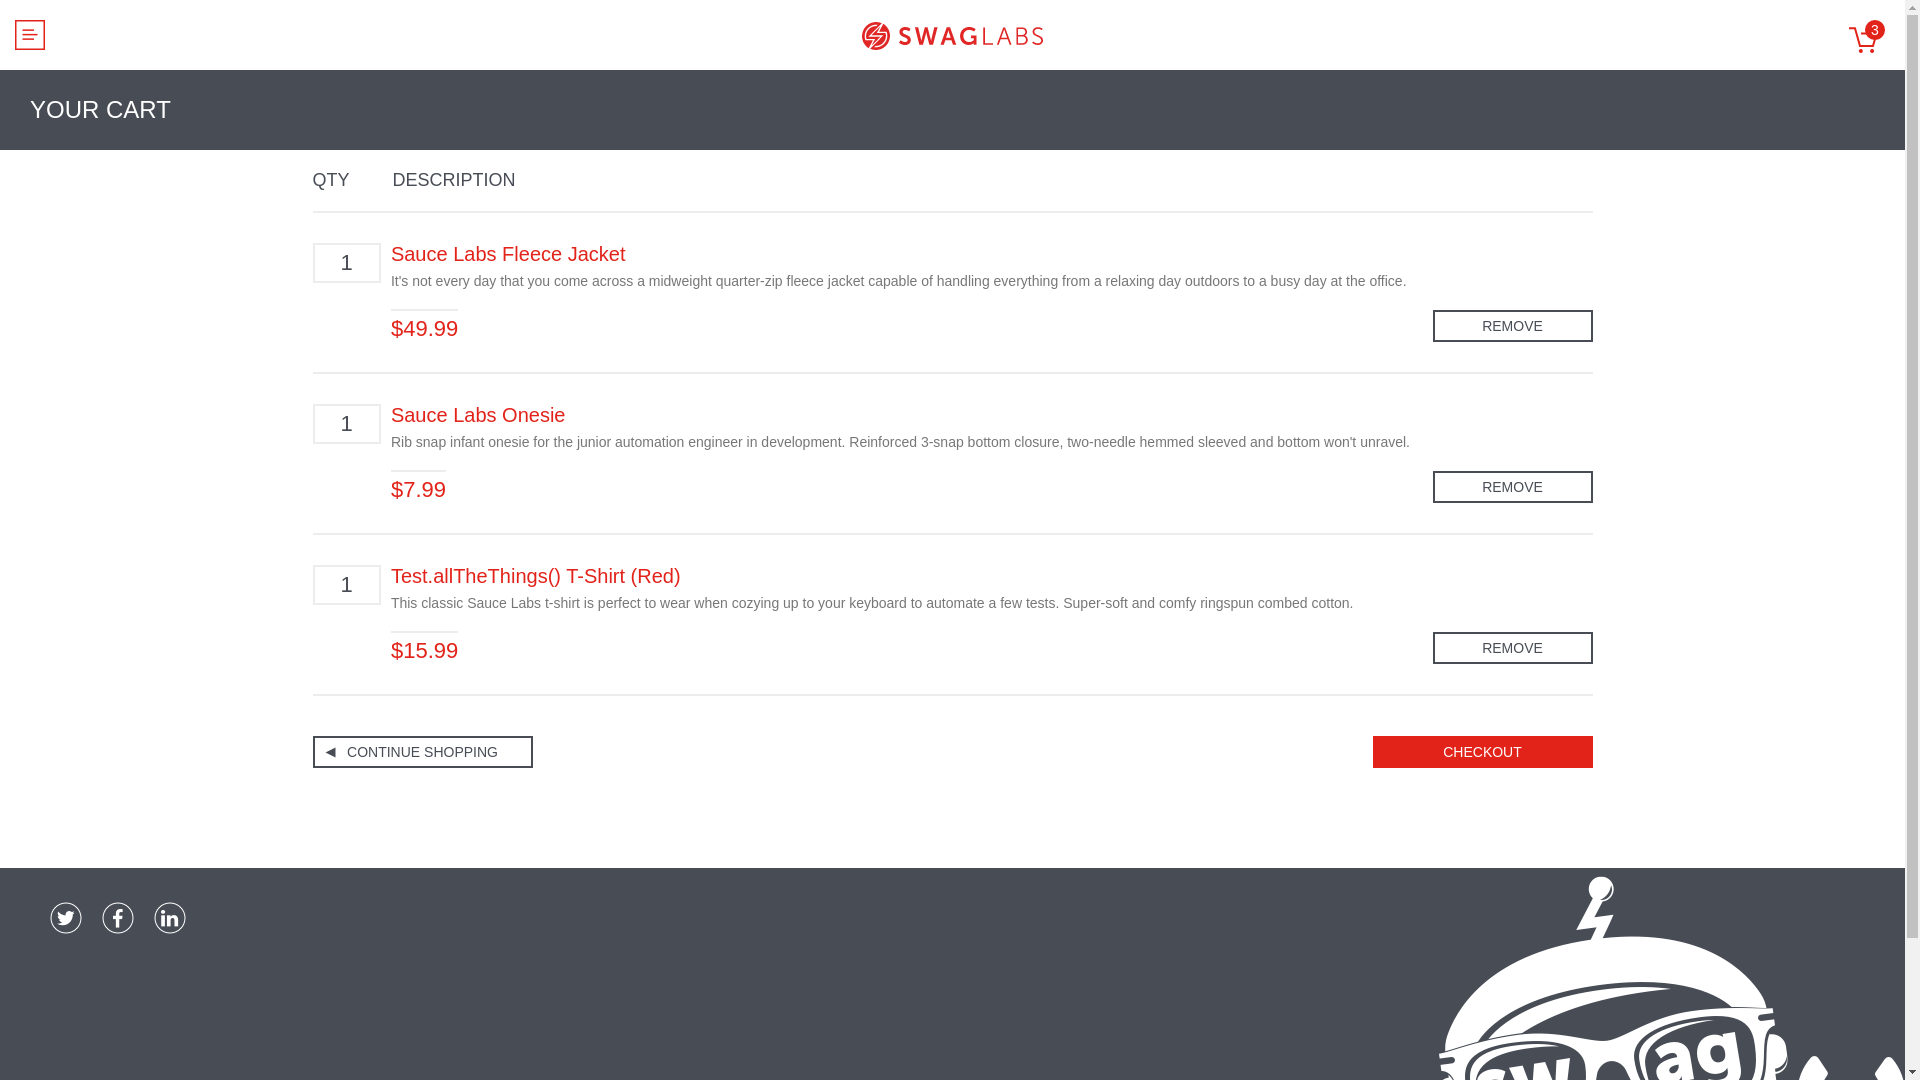 SWAGLABS
3
YOUR CART
QTY DESCRIPTION
1 Sauce Labs Fleece Jacket
It's not every day that you come across a midweight quarter-zip fleece jacket capable of handling everything from a relaxing day outdoors to a busy day at the office.
$49.99 REMOVE
1 Sauce Labs Onesie
Rib snap infant onesie for the junior automation engineer in development. Reinforced 3-snap bottom closure, two-needle hemmed sleeved and bottom won't unravel.
$7.99 REMOVE
1 Test.allTheThings() T-Shirt (Red)
This classic Sauce Labs t-shirt is perfect to wear when cozying up to your keyboard to automate a few tests. Super-soft and comfy ringspun combed cotton.
$15.99 REMOVE
CONTINUE SHOPPING CHECKOUT
swag